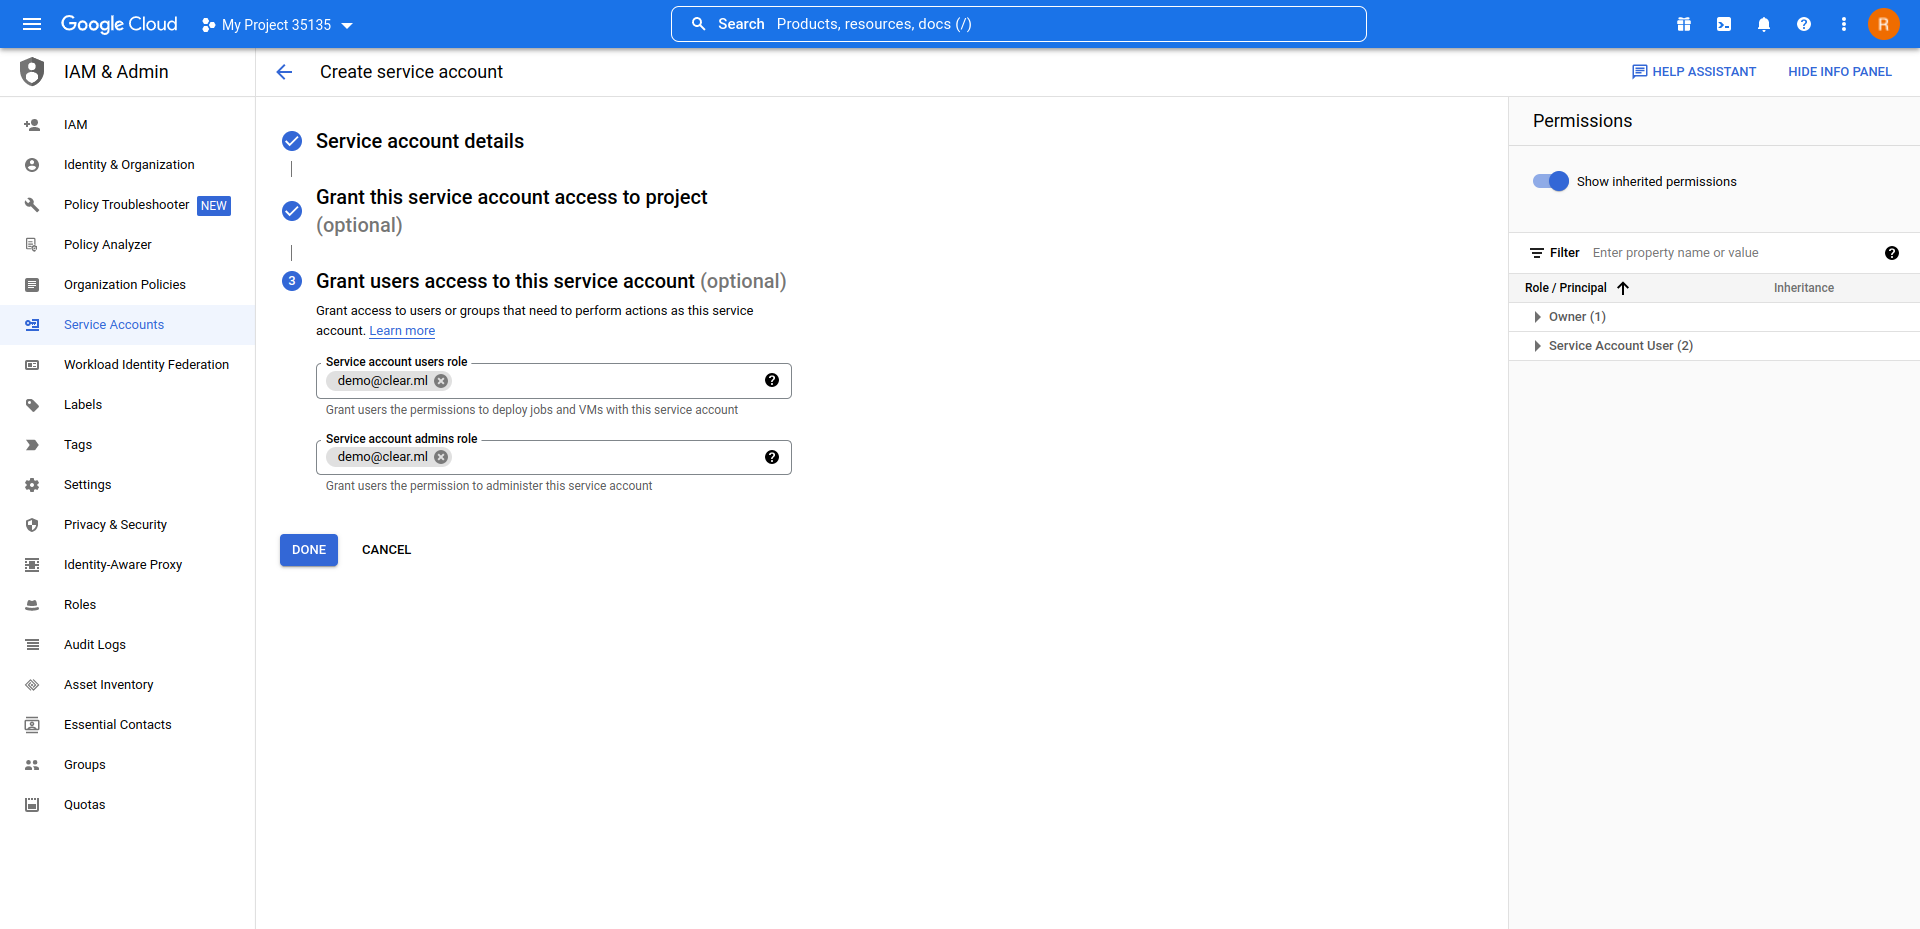 Google Cloud
My Project 35135
Search Products, resources, docs (/)
R
IAM & Admin
Create service account
HELP ASSISTANT
HIDE INFO PANEL
IAM
Identity & Organization
Policy Troubleshooter NEW
Policy Analyzer
Organization Policies
Service Accounts
Workload Identity Federation
Labels
Tags
Settings
Privacy & Security
Identity-Aware Proxy
Roles
Audit Logs
Asset Inventory
Essential Contacts
Groups
Quotas
Service account details
Grant this service account access to project
(optional)
3 Grant users access to this service account (optional)
Grant access to users or groups that need to perform actions as this service
account. Learn more
Service account users role
demo@clear.ml
Grant users the permissions to deploy jobs and VMs with this service account
Service account admins role
demo@clear.ml
Grant users the permission to administer this service account
DONE CANCEL
Permissions
Show inherited permissions
Filter Enter property name or value
Role / Principal Inheritance
Owner (1)
Service Account User (2)